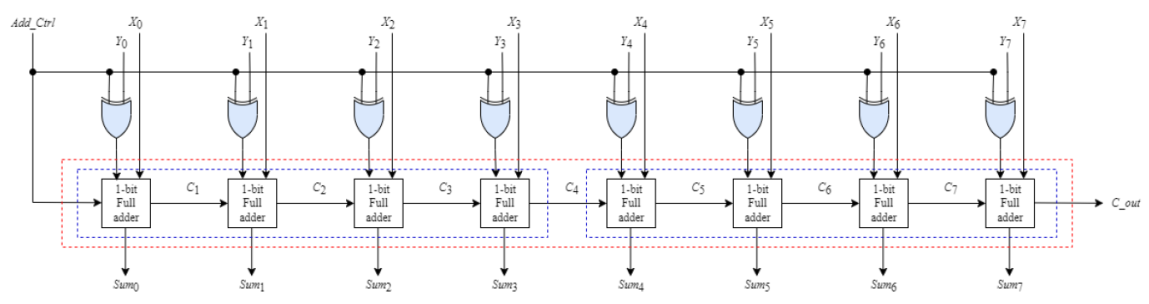 Add_Ctrl X0 X1 X2 X3 X4 X5 X6 X7
Y0 Y1 Y2 Y3 Y4 Y5 Y6 Y7
1-bit Full adder
C1
1-bit Full adder
C2
1-bit Full adder
C3
1-bit Full adder
C4
1-bit Full adder
C5
1-bit Full adder
C6
1-bit Full adder
C7
1-bit Full adder
C_out
Sum0 Sum1 Sum2 Sum3 Sum4 Sum5 Sum6 Sum7